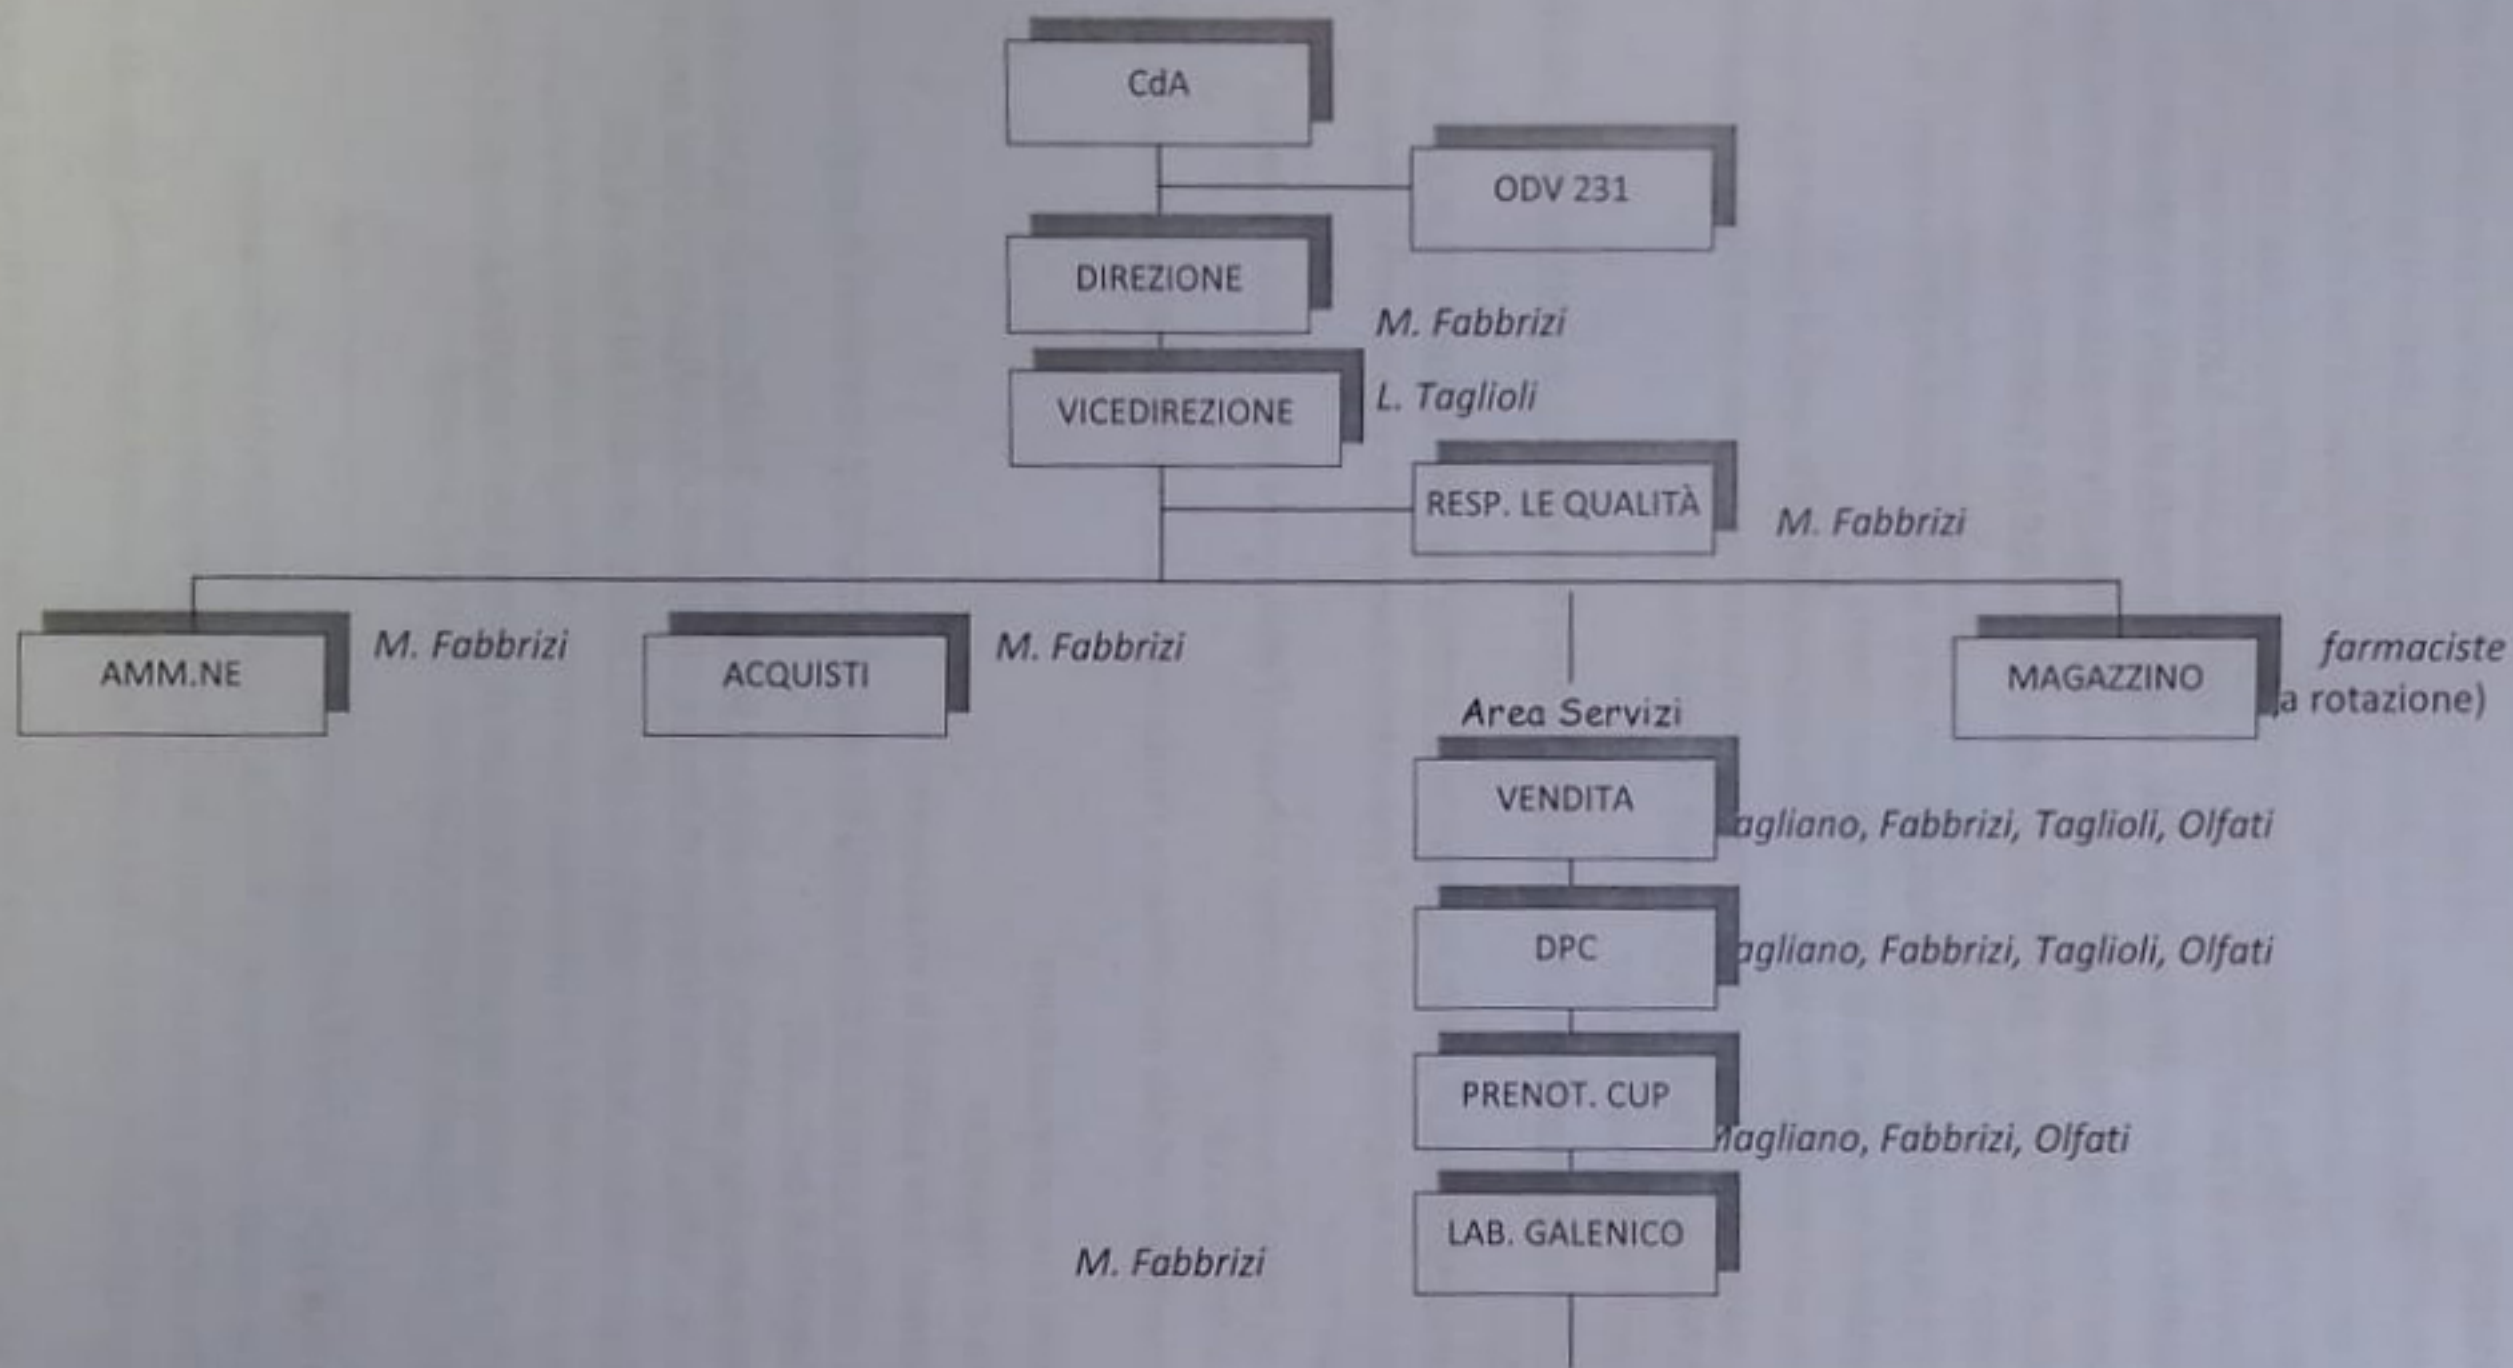 CdA
ODV 231
DIREZIONE
M. Fabbrizi
VICEDIREZIONE
L. Taglioli
RESP. LE QUALITÀ
M. Fabbrizi
AMM.NE
M. Fabbrizi
ACQUISTI
M. Fabbrizi
MAGAZZINO
farmaciste
a rotazione)
Area Servizi
VENDITA
agliano, Fabbrizi, Taglioli, Olfati
DPC
agliano, Fabbrizi, Taglioli, Olfati
PRENOT. CUP
Magliano, Fabbrizi, Olfati
LAB. GALENICO
M. Fabbrizi